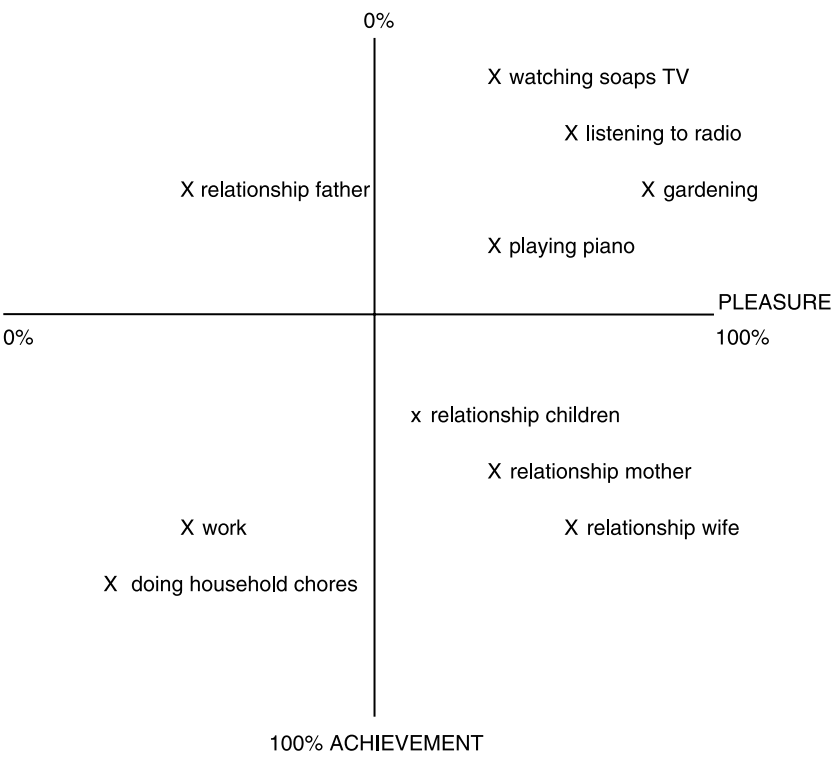 0%
X watching soaps TV
X listening to radio
X relationship father
X gardening
X playing piano
PLEASURE
0%
100%
x relationship children
X relationship mother
X work
X relationship wife
X doing household chores
100% ACHIEVEMENT